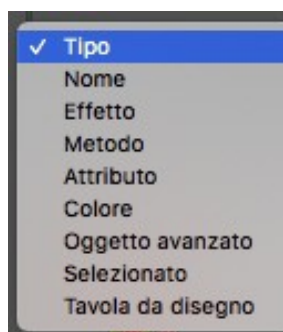 ✓ Tipo
Nome
Effetto
Metodo
Attributo
Colore
Oggetto avanzato
Selezionato
Tavola da disegno